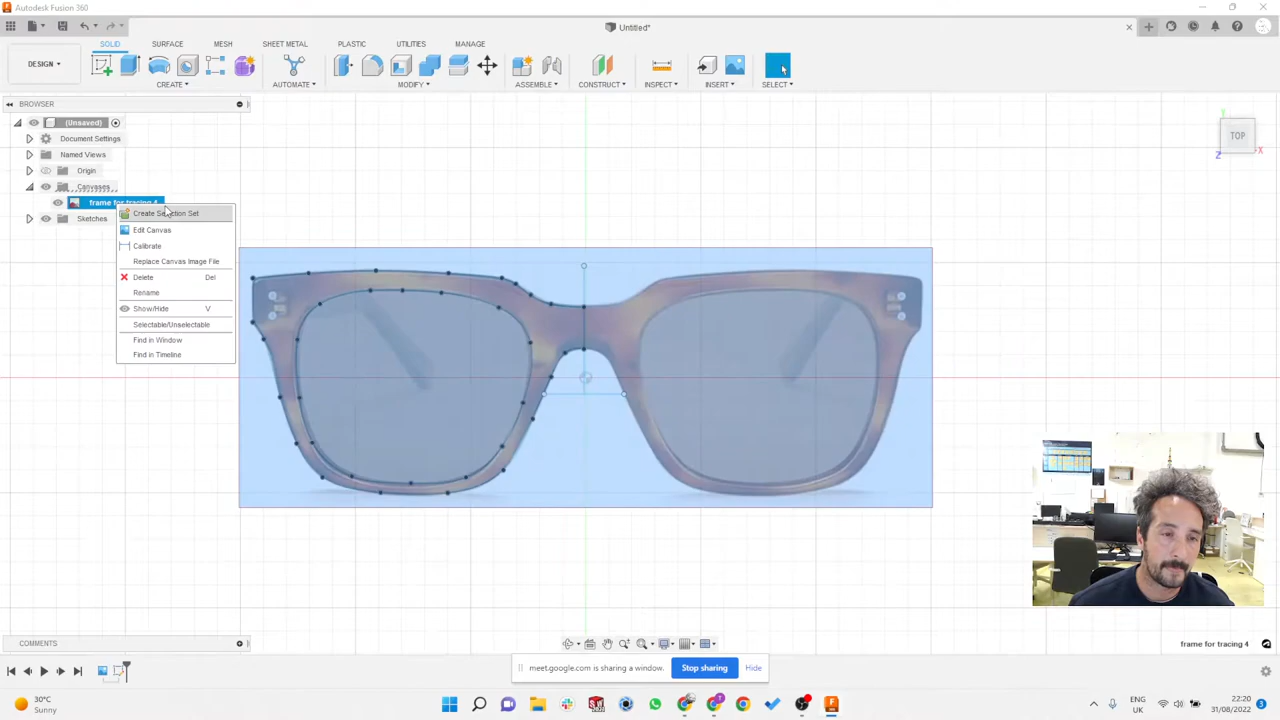 Autodesk Fusion 360
Untitled*
DESIGN
SOLID
SURFACE
MESH
SHEET METAL
PLASTIC
UTILITIES
MANAGE
CREATE
AUTOMATE
MODIFY
ASSEMBLE
CONSTRUCT
INSPECT
INSERT
SELECT
BROWSER
(Unsaved)
Document Settings
Named Views
Origin
Canvases
frame for tracing 4
Sketches
Create Selection Set
Edit Canvas
Calibrate
Replace Canvas Image File
Delete Del
Rename
Show/Hide V
Selectable/Unselectable
Find in Window
Find in Timeline
TOP
X
Y
Z
COMMENTS
frame for tracing 4
meet.google.com is sharing a window.
Stop sharing
Hide
30°C
Sunny
ENG
UK
22:20
31/08/2022
3